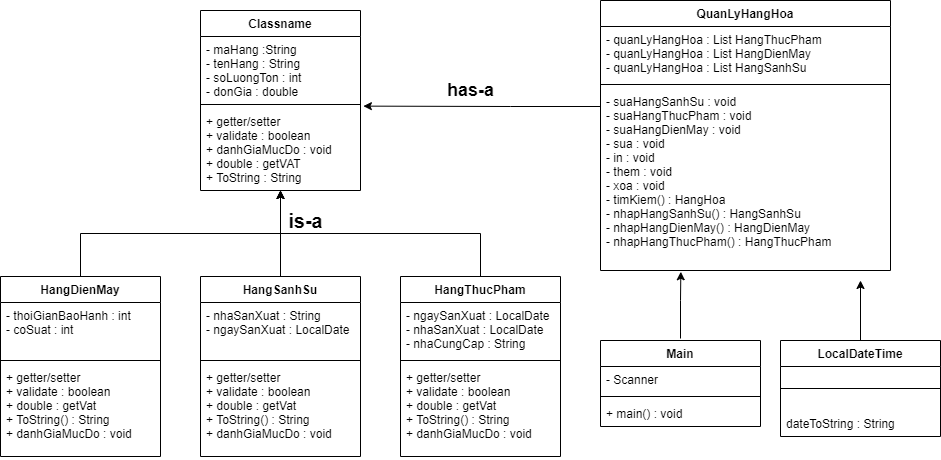 Classname
- maHang :String
- tenHang : String
- soLuongTon : int
- donGia : double
+ getter/setter
+ validate : boolean
+ danhGiaMucDo : void
+ double : getVAT
+ ToString : String
has-a
QuanLyHangHoa
- quanLyHangHoa : List HangThucPham
- quanLyHangHoa : List HangDienMay
- quanLyHangHoa : List HangSanhSu
- suaHangSanhSu : void
- suaHangThucPham : void
- suaHangDienMay : void
- sua : void
- in : void
- them : void
- xoa : void
- timKiem() : HangHoa
- nhapHangSanhSu() : HangSanhSu
- nhapHangDienMay() : HangDienMay
- nhapHangThucPham() : HangThucPham
is-a
HangDienMay
- thoiGianBaoHanh : int
- coSuat : int
+ getter/setter
+ validate : boolean
+ double : getVat
+ ToString() : String
+ danhGiaMucDo : void
HangSanhSu
- nhaSanXuat : String
- ngaySanXuat : LocalDate
+ getter/setter
+ validate : boolean
+ double : getVat
+ ToString() : String
+ danhGiaMucDo : void
HangThucPham
- ngaySanXuat : LocalDate
- nhaSanXuat : LocalDate
- nhaCungCap : String
+ getter/setter
+ validate : boolean
+ double : getVat
+ ToString() : String
+ danhGiaMucDo : void
Main
- Scanner
+ main() : void
LocalDateTime
dateToString : String